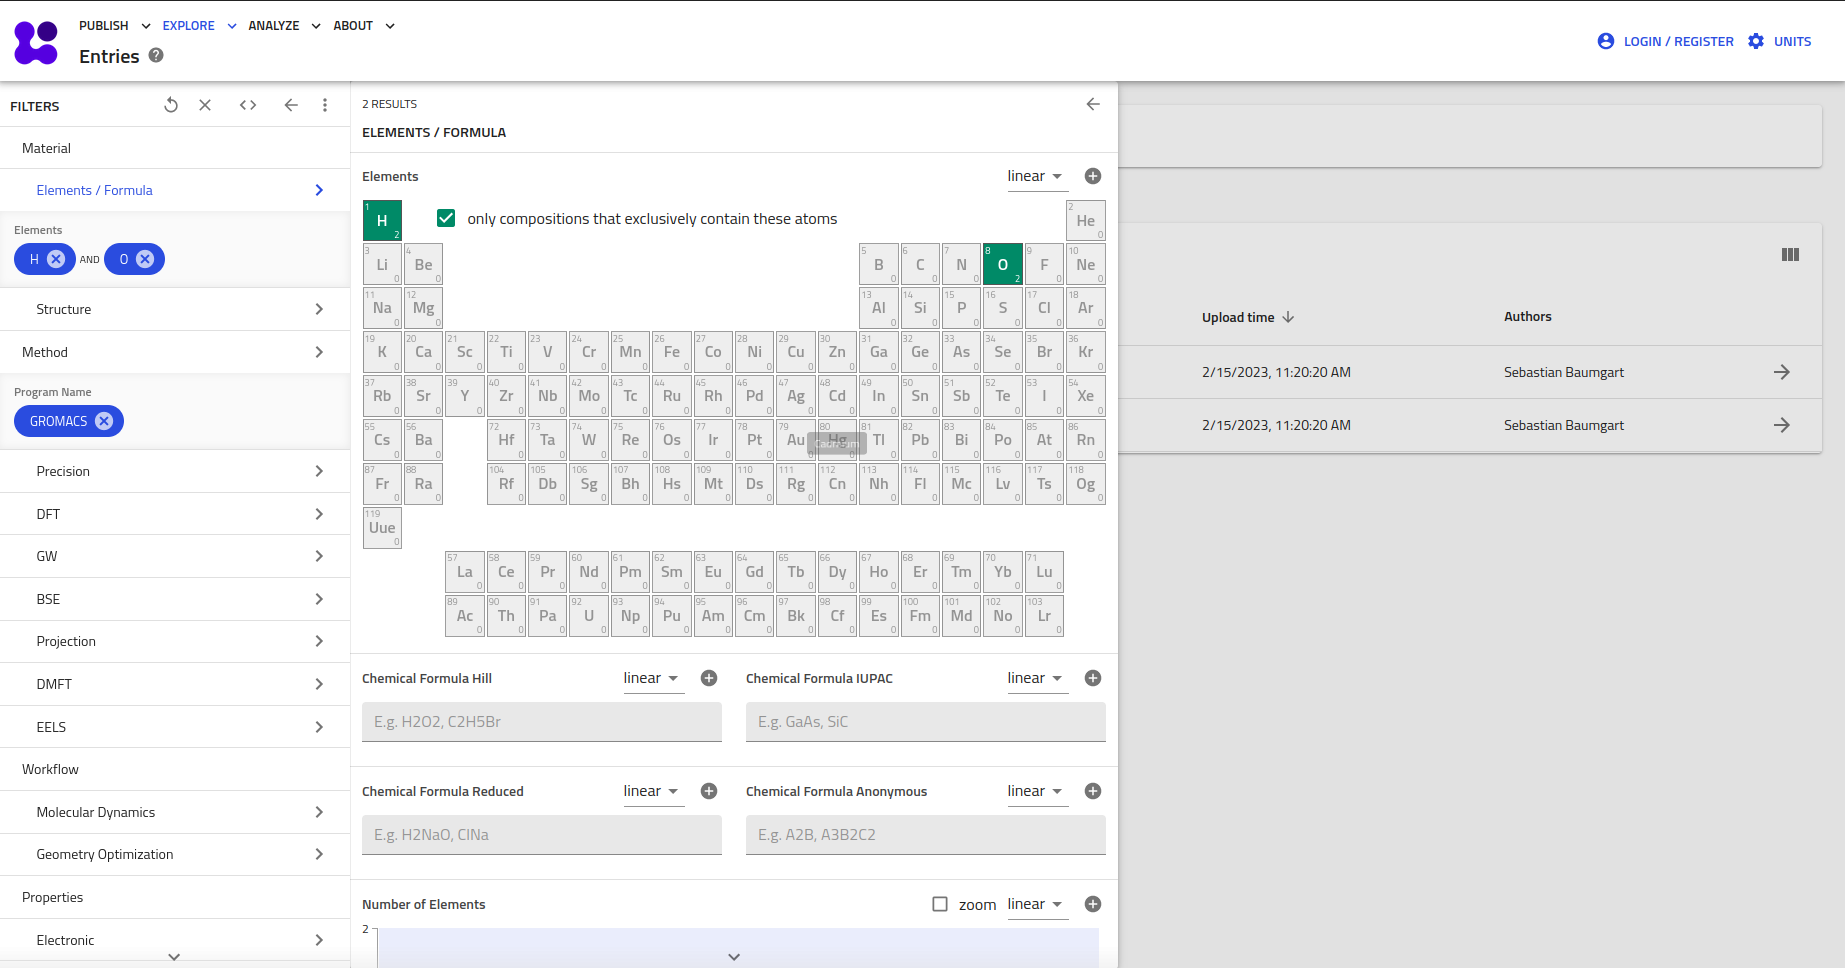 PUBLISH EXPLORE ANALYZE ABOUT
Entries ?
LOGIN / REGISTER UNITS
FILTERS
Material
Elements / Formula
Elements
H AND O
Structure
Method
Program Name
GROMACS
Precision
DFT
GW
BSE
Projection
DMFT
EELS
Workflow
Molecular Dynamics
Geometry Optimization
Properties
Electronic
2 RESULTS
ELEMENTS / FORMULA
Elements linear
only compositions that exclusively contain these atoms
1 H 2 2 He 0
3 Li 0 4 Be 0 5 B 0 6 C 0 7 N 0 8 O 2 9 F 0 10 Ne 0
11 Na 0 12 Mg 0 13 Al 0 14 Si 0 15 P 0 16 S 0 17 Cl 0 18 Ar 0
19 K 0 20 Ca 0 21 Sc 0 22 Ti 0 23 V 0 24 Cr 0 25 Mn 0 26 Fe 0 27 Co 0 28 Ni 0 29 Cu 0 30 Zn 0 31 Ga 0 32 Ge 0 33 As 0 34 Se 0 35 Br 0 36 Kr 0
37 Rb 0 38 Sr 0 39 Y 0 40 Zr 0 41 Nb 0 42 Mo 0 43 Tc 0 44 Ru 0 45 Rh 0 46 Pd 0 47 Ag 0 48 Cd 0 49 In 0 50 Sn 0 51 Sb 0 52 Te 0 53 I 0 54 Xe 0
55 Cs 0 56 Ba 0 72 Hf 0 73 Ta 0 74 W 0 75 Re 0 76 Os 0 77 Ir 0 78 Pt 0 79 Au 0 80 Hg 0 81 Tl 0 82 Pb 0 83 Bi 0 84 Po 0 85 At 0 86 Rn 0
Cadmium
87 Fr 0 88 Ra 0 104 Rf 0 105 Db 0 106 Sg 0 107 Bh 0 108 Hs 0 109 Mt 0 110 Ds 0 111 Rg 0 112 Cn 0 113 Nh 0 114 Fl 0 115 Mc 0 116 Lv 0 117 Ts 0 118 Og 0
119 Uue 0
57 La 0 58 Ce 0 59 Pr 0 60 Nd 0 61 Pm 0 62 Sm 0 63 Eu 0 64 Gd 0 65 Tb 0 66 Dy 0 67 Ho 0 68 Er 0 69 Tm 0 70 Yb 0 71 Lu 0
89 Ac 0 90 Th 0 91 Pa 0 92 U 0 93 Np 0 94 Pu 0 95 Am 0 96 Cm 0 97 Bk 0 98 Cf 0 99 Es 0 100 Fm 0 101 Md 0 102 No 0 103 Lr 0
Chemical Formula Hill linear Chemical Formula IUPAC linear
E.g. H2O2, C2H5Br E.g. GaAs, SiC
Chemical Formula Reduced linear Chemical Formula Anonymous linear
E.g. H2NaO, ClNa E.g. A2B, A3B2C2
Number of Elements zoom linear
2
Upload time Authors
2/15/2023, 11:20:20 AM Sebastian Baumgart
2/15/2023, 11:20:20 AM Sebastian Baumgart